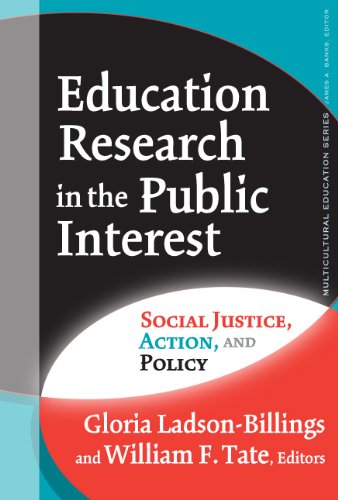 Education
Research
in the Public
Interest
Social Justice,
Action, and
Policy
Gloria Ladson-Billings
and William F. Tate, Editors
MULTICULTURAL EDUCATION SERIES JAMES A. BANKS, EDITOR